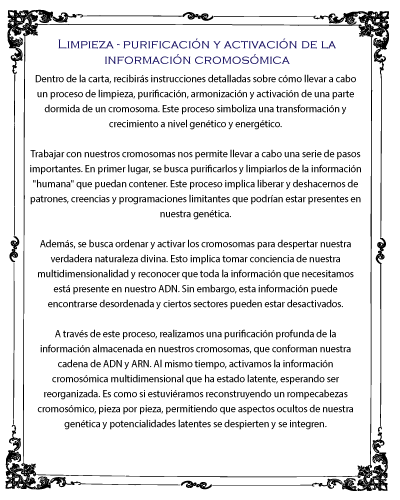 Limpieza - purificación y activación de la
información cromosómica
Dentro de la carta, recibirás instrucciones detalladas sobre cómo llevar a cabo
un proceso de limpieza, purificación, armonización y activación de una parte
dormida de un cromosoma. Este proceso simboliza una transformación y
crecimiento a nivel genético y energético.
Trabajar con nuestros cromosomas nos permite llevar a cabo una serie de pasos
importantes. En primer lugar, se busca purificarlos y limpiarlos de la información
"humana" que puedan contener. Este proceso implica liberar y deshacernos de
patrones, creencias y programaciones limitantes que podrían estar presentes en
nuestra genética.
Además, se busca ordenar y activar los cromosomas para despertar nuestra
verdadera naturaleza divina. Esto implica tomar conciencia de nuestra
multidimensionalidad y reconocer que toda la información que necesitamos
está presente en nuestro ADN. Sin embargo, esta información puede
encontrarse desordenada y ciertos sectores pueden estar desactivados.
A través de este proceso, realizamos una purificación profunda de la
información almacenada en nuestros cromosomas, que conforman nuestra
cadena de ADN y ARN. Al mismo tiempo, activamos la información
cromosómica multidimensional que ha estado latente, esperando ser
reorganizada. Es como si estuviéramos reconstruyendo un rompecabezas
cromosómico, pieza por pieza, permitiendo que aspectos ocultos de nuestra
genética y potencialidades latentes se despierten y se integren.